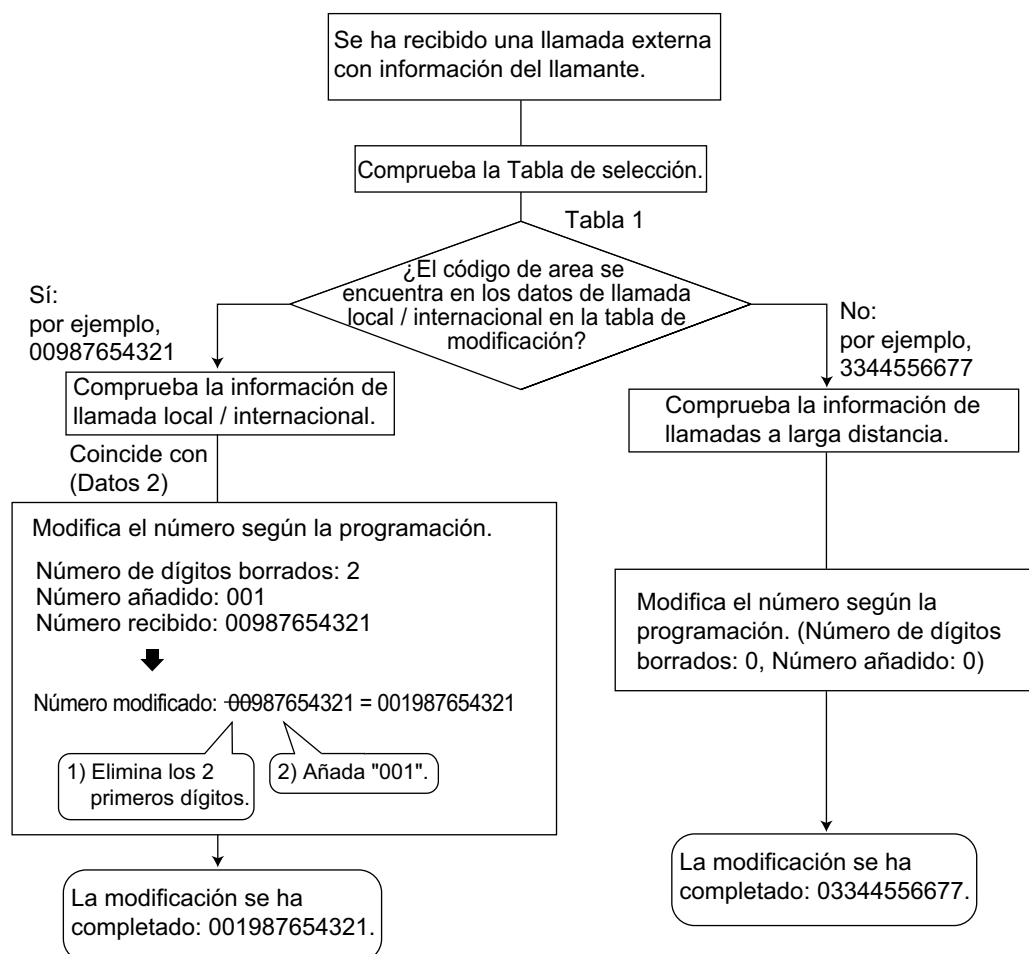 Se ha recibido una llamada externa
con información del llamante.
Comprueba la Tabla de selección.
Tabla 1
¿El código de area se
encuentra en los datos de llamada
local / internacional en la tabla de
modificación?
Sí:
por ejemplo,
00987654321
No:
por ejemplo,
3344556677
Comprueba la información de
llamada local / internacional.
Comprueba la información de
llamadas a larga distancia.
Coincide con
(Datos 2)
Modifica el número según la programación.
Número de dígitos borrados: 2
Número añadido: 001
Número recibido: 00987654321
Número modificado: 00987654321 = 001987654321
1) Elimina los 2
primeros dígitos.
2) Añada "001".
Modifica el número según la
programación. (Número de dígitos
borrados: 0, Número añadido: 0)
La modificación se ha
completado: 001987654321.
La modificación se ha
completado: 03344556677.